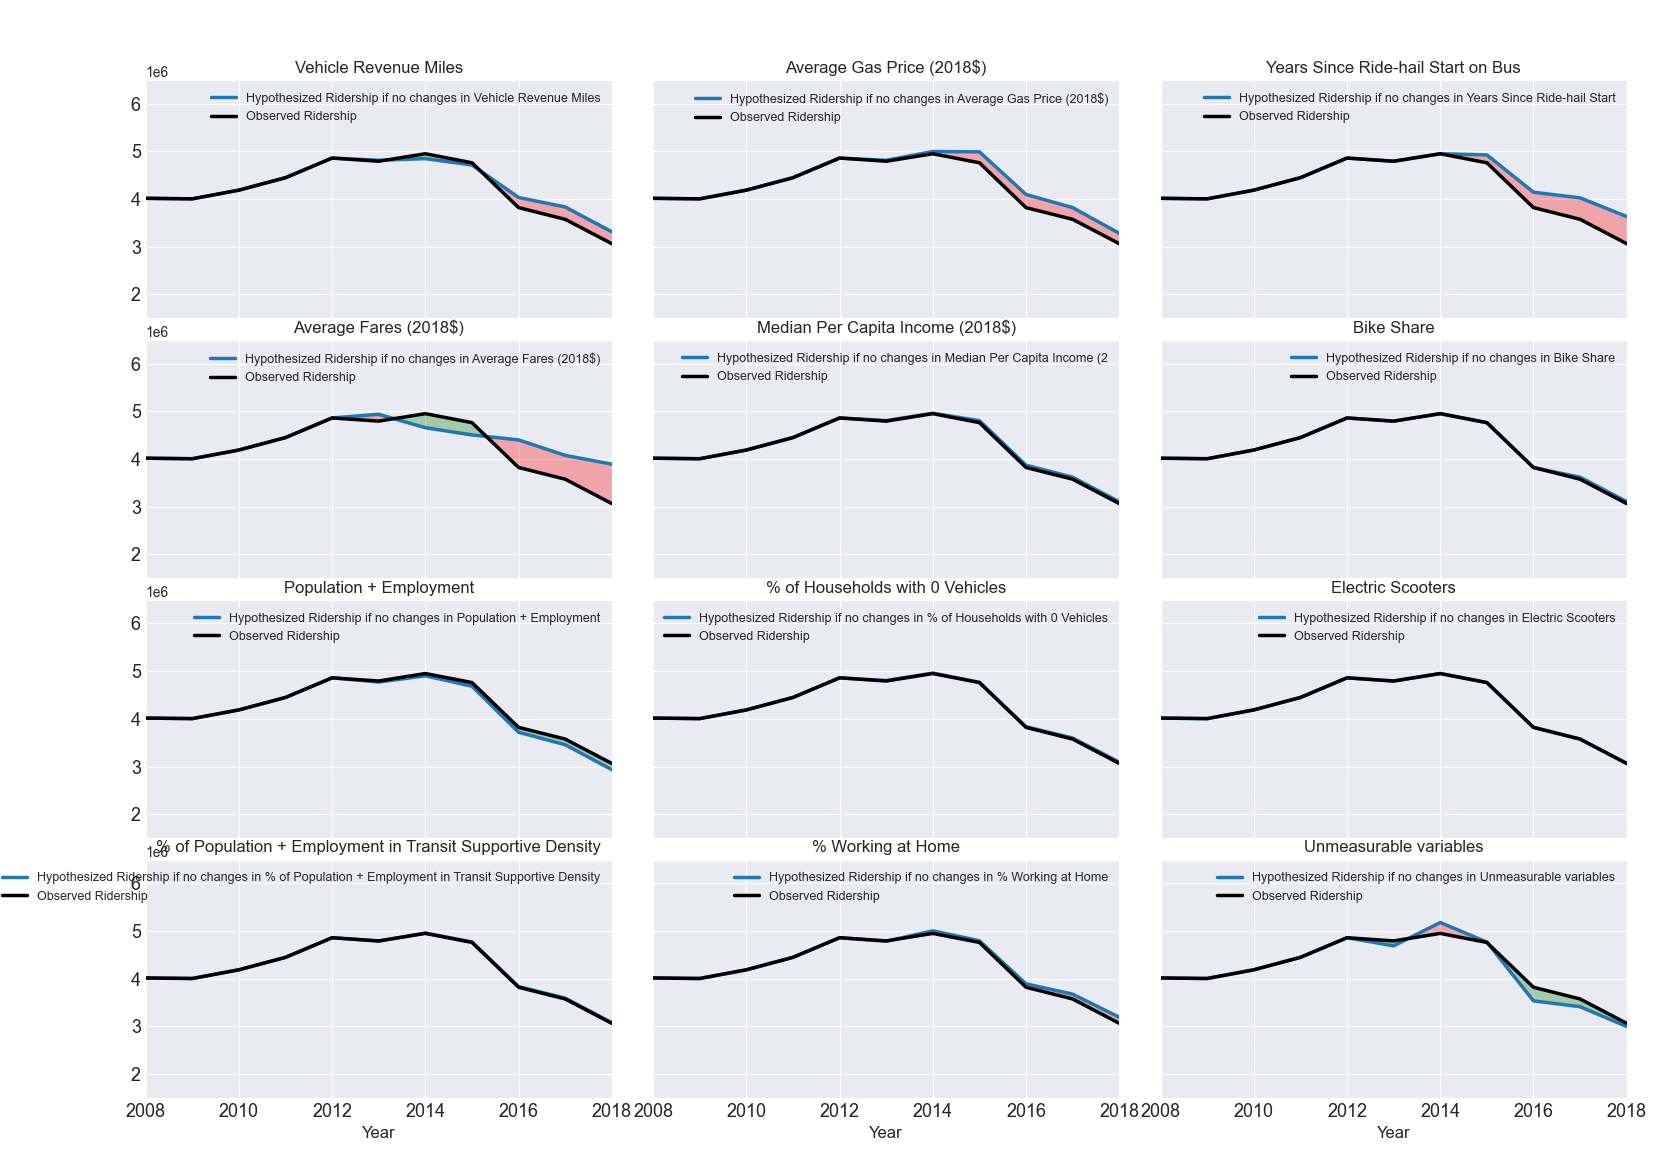 1e6
Vehicle Revenue Miles
Hypothesized Ridership if no changes in Vehicle Revenue Miles
Observed Ridership
6
5
4
3
2
Average Gas Price (2018$)
Hypothesized Ridership if no changes in Average Gas Price (2018$)
Observed Ridership
Years Since Ride-hail Start on Bus
Hypothesized Ridership if no changes in Years Since Ride-hail Start
Observed Ridership
1e6
Average Fares (2018$)
Hypothesized Ridership if no changes in Average Fares (2018$)
Observed Ridership
6
5
4
3
2
Median Per Capita Income (2018$)
Hypothesized Ridership if no changes in Median Per Capita Income (2
Observed Ridership
Bike Share
Hypothesized Ridership if no changes in Bike Share
Observed Ridership
1e6
Population + Employment
Hypothesized Ridership if no changes in Population + Employment
Observed Ridership
6
5
4
3
2
% of Households with 0 Vehicles
Hypothesized Ridership if no changes in % of Households with 0 Vehicles
Observed Ridership
Electric Scooters
Hypothesized Ridership if no changes in Electric Scooters
Observed Ridership
1e6
% of Population + Employment in Transit Supportive Density
Hypothesized Ridership if no changes in % of Population + Employment in Transit Supportive Density
Observed Ridership
6
5
4
3
2
2008 2010 2012 2014 2016 2018
Year
% Working at Home
Hypothesized Ridership if no changes in % Working at Home
Observed Ridership
2008 2010 2012 2014 2016 2018
Year
Unmeasurable variables
Hypothesized Ridership if no changes in Unmeasurable variables
Observed Ridership
2008 2010 2012 2014 2016 2018
Year